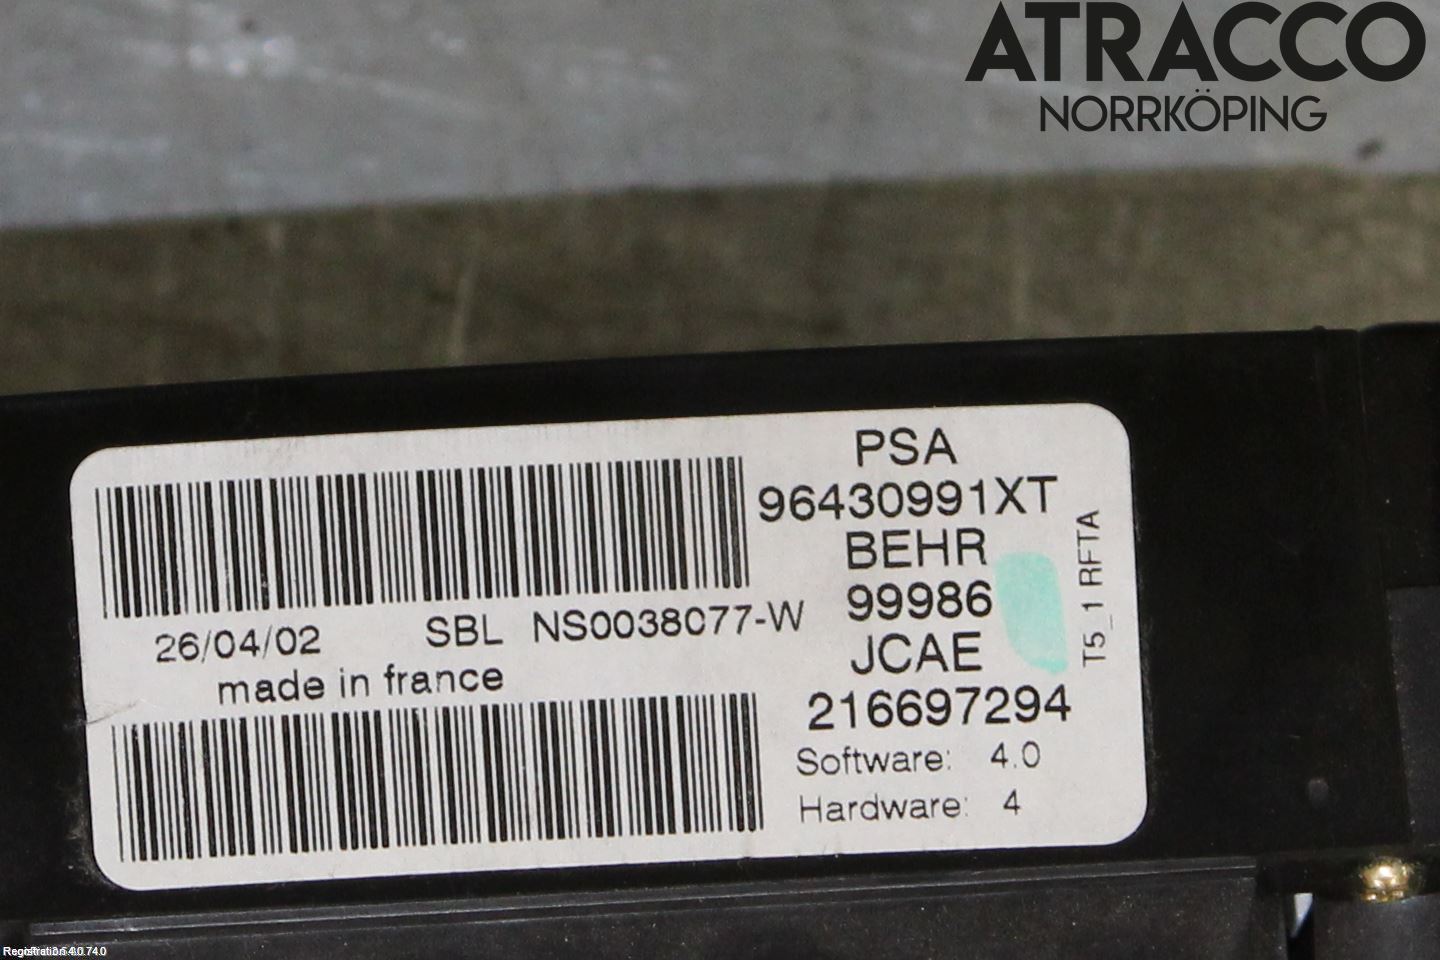 ATRACCO
NORRKÖPING
PSA
96430991XT
BEHR
99986
JCAE
216697294
Software: 4.0
Hardware: 4
T5_1 RFTA
26/04/02 SBL NS0038077-W
made in france